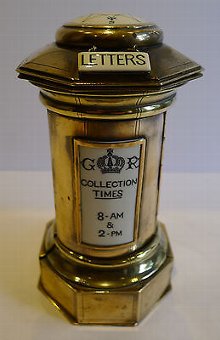 LETTERS
G R
COLLECTION
TIMES
8-AM
&
2-PM